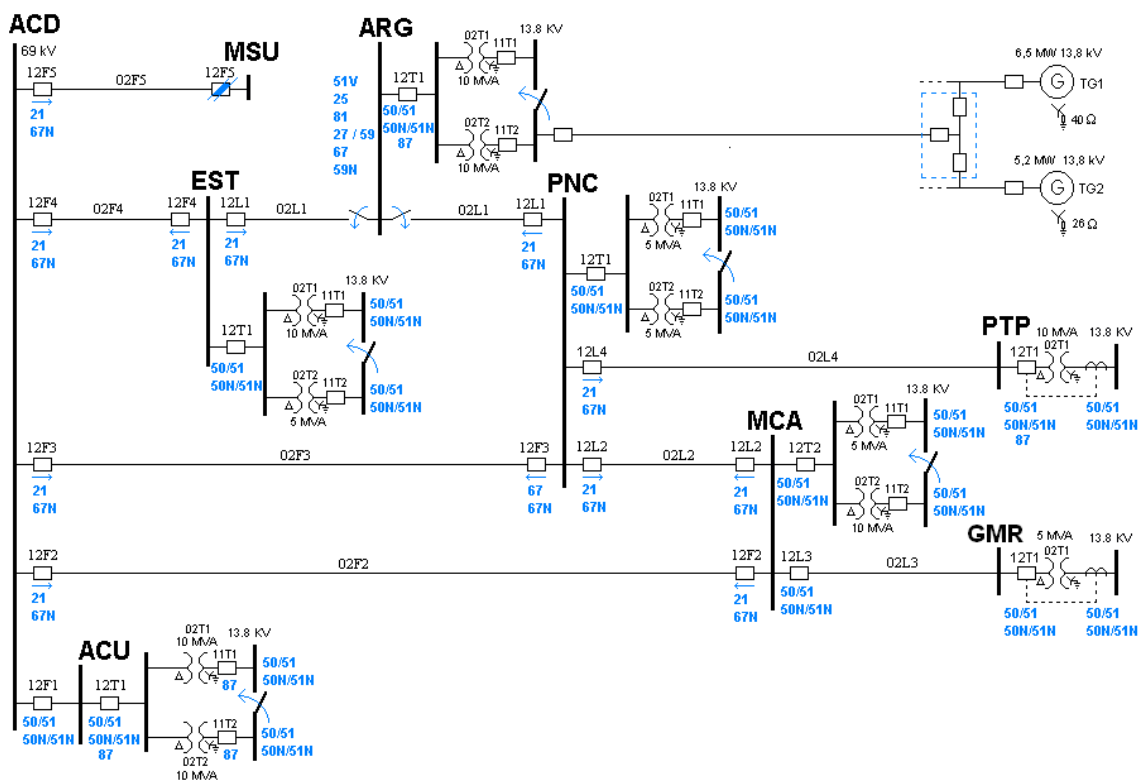 ACD
69 kV
12F5
21
67N
02F5
12F5
MSU
ARG
51V
25
81
27 / 59
67
59N
12T1
50/51
50N/51N
87
02T1
10 MVA
11T1
13.8 KV
02T2
10 MVA
11T2
6,5 MW 13,8 kV
G
TG1
40 Ω
5,2 MW 13,8 kV
G
TG2
26 Ω
12F4
21
67N
02F4
12F4
21
67N
EST
12L1
21
67N
02L1
02L1
12L1
21
67N
PNC
12T1
50/51
50N/51N
02T1
5 MVA
11T1
13.8 KV
50/51
50N/51N
02T2
5 MVA
11T2
50/51
50N/51N
12T1
50/51
50N/51N
02T1
10 MVA
11T1
13.8 KV
50/51
50N/51N
02T2
5 MVA
11T2
50/51
50N/51N
12L4
21
67N
02L4
PTP
12T1
50/51
50N/51N
87
10 MVA
02T1
13.8 KV
50/51
50N/51N
12F3
21
67N
02F3
12F3
67
67N
12L2
21
67N
02L2
12L2
21
67N
MCA
12T2
50/51
50N/51N
02T1
5 MVA
11T1
13.8 KV
50/51
50N/51N
02T2
10 MVA
11T2
50/51
50N/51N
12F2
21
67N
02F2
12F2
21
67N
12L3
50/51
50N/51N
02L3
GMR
12T1
50/51
50N/51N
5 MVA
02T1
13.8 KV
50/51
50N/51N
12F1
50/51
50N/51N
ACU
12T1
50/51
50N/51N
87
02T1
10 MVA
11T1
87
13.8 KV
50/51
50N/51N
11T2
87
02T2
10 MVA
50/51
50N/51N